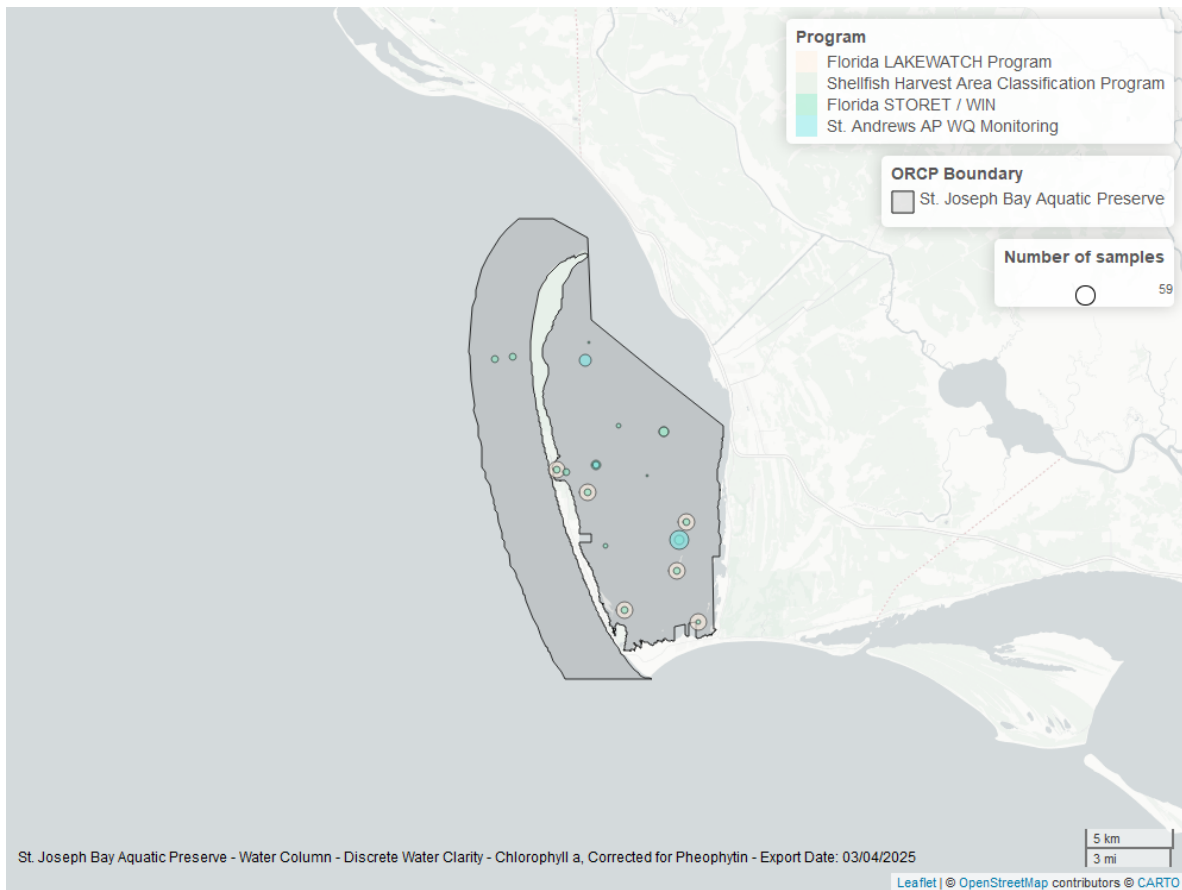 Program
Florida LAKEWATCH Program
Shellfish Harvest Area Classification Program
Florida STORET / WIN
St. Andrews AP WQ Monitoring
ORCP Boundary
St. Joseph Bay Aquatic Preserve
Number of samples
59
5 km
3 mi
St. Joseph Bay Aquatic Preserve - Water Column - Discrete Water Clarity - Chlorophyll a, Corrected for Pheophytin - Export Date: 03/04/2025
Leaflet | © OpenStreetMap contributors © CARTO